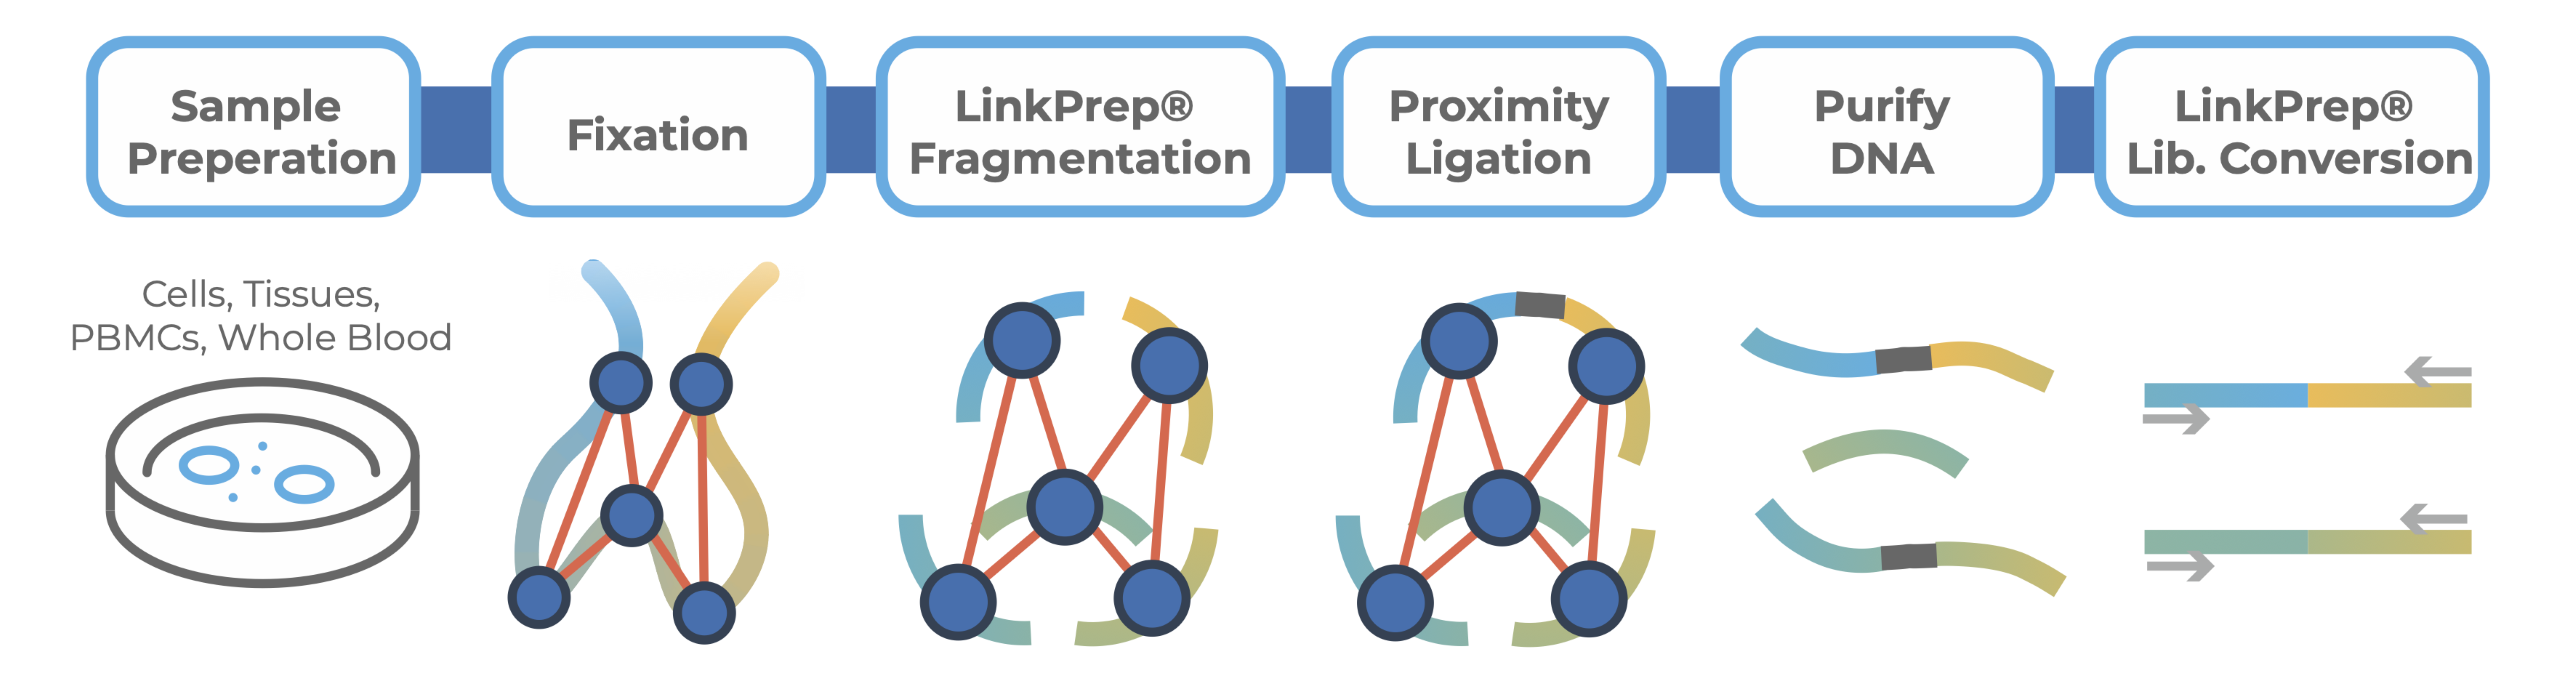 Sample
Preperation
Fixation
LinkPrep®
Fragmentation
Proximity
Ligation
Purify
DNA
LinkPrep®
Lib. Conversion
Cells, Tissues,
PBMCs, Whole Blood